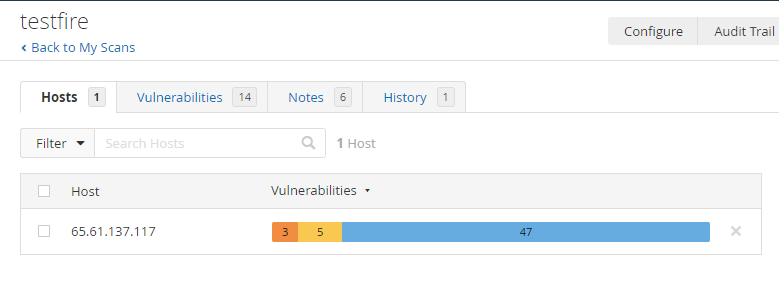 testfire
Back to My Scans
Configure Audit Trail
Hosts 1 Vulnerabilities 14 Notes 6 History 1
Filter Search Hosts 1 Host
Host Vulnerabilities
65.61.137.117 3 5 47